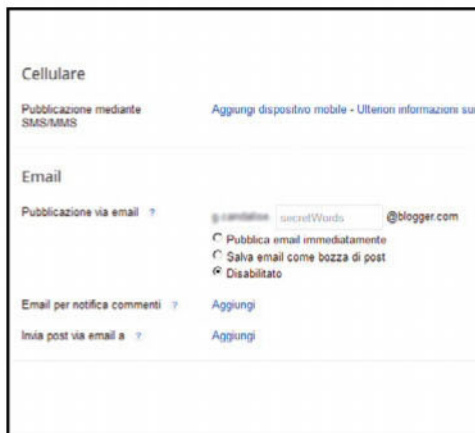 Cellulare
Pubblicazione mediante Aggiungi dispositivo mobile - Ulteriori informazioni sui
SMS/MMS
Email
Pubblicazione via email ? secretWords @blogger.com
Pubblica email immediatamente
Salva email come bozza di post
Disabilitato
Email per notifica commenti ? Aggiungi
Invia post via email a ? Aggiungi